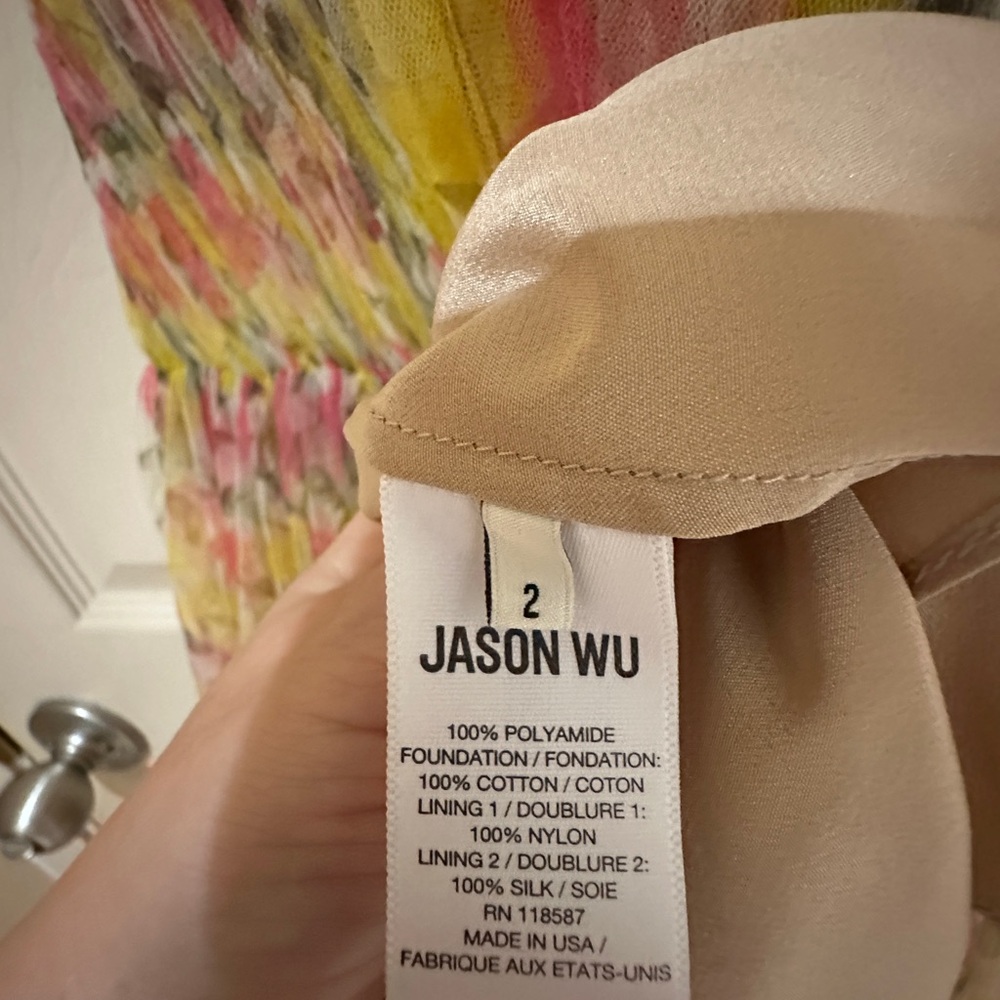 2
JASON WU
100% POLYAMIDE
FOUNDATION / FONDATION:
100% COTTON / COTON
LINING 1 / DOUBLURE 1:
100% NYLON
LINING 2 / DOUBLURE 2:
100% SILK / SOIE
RN 118587
MADE IN USA /
FABRIQUE AUX ETATS-UNIS